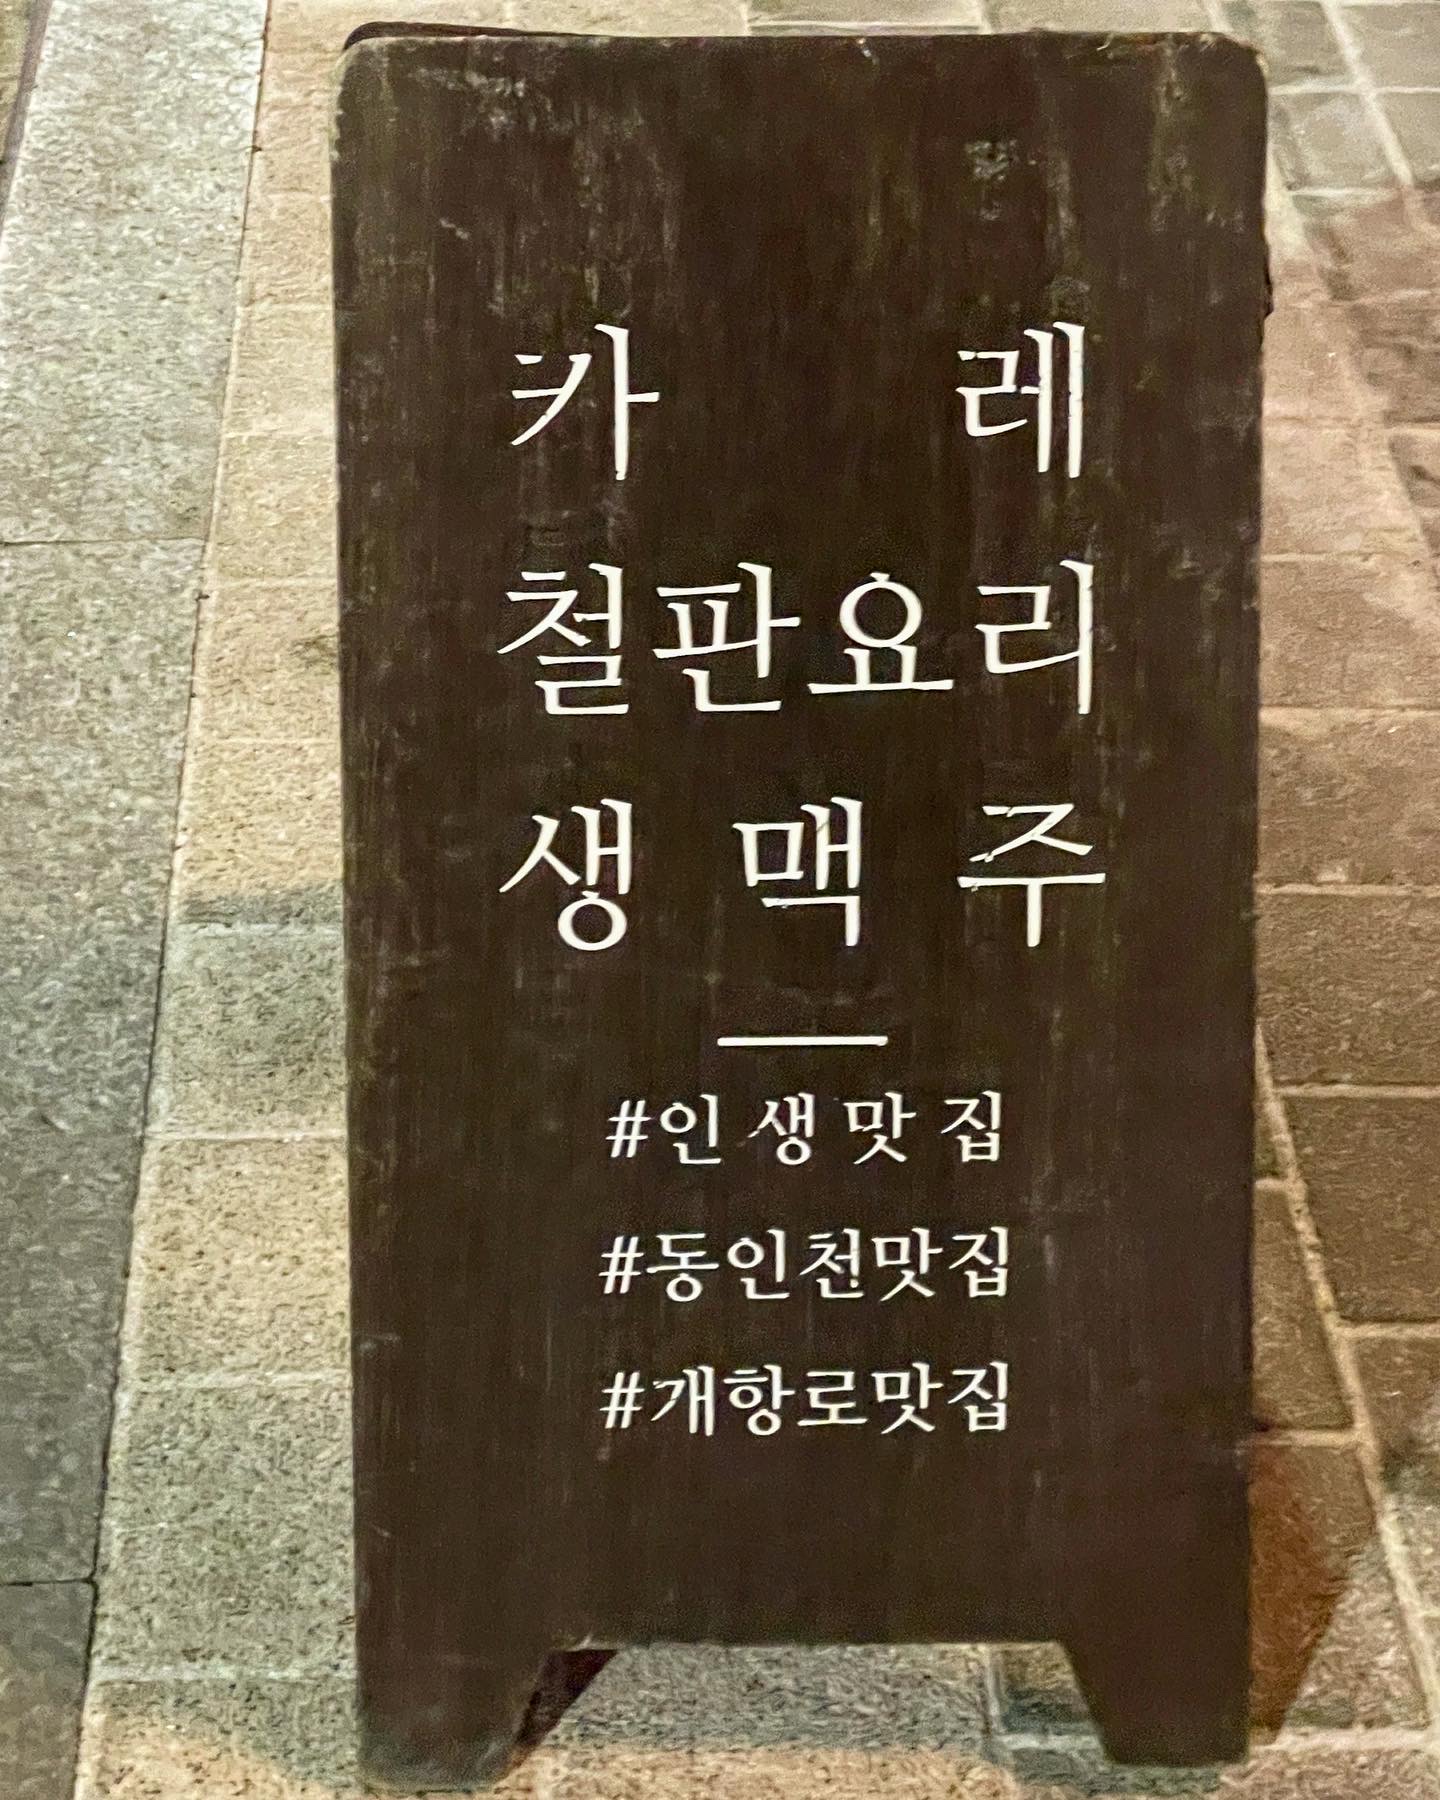 카 레
철판요리
생 맥 주
#인 생 맛 집
#동인천맛집
#개항로맛집